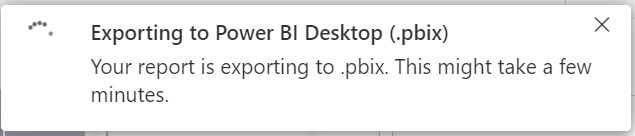 Exporting to Power BI Desktop (.pbix)
Your report is exporting to .pbix. This might take a few
minutes.